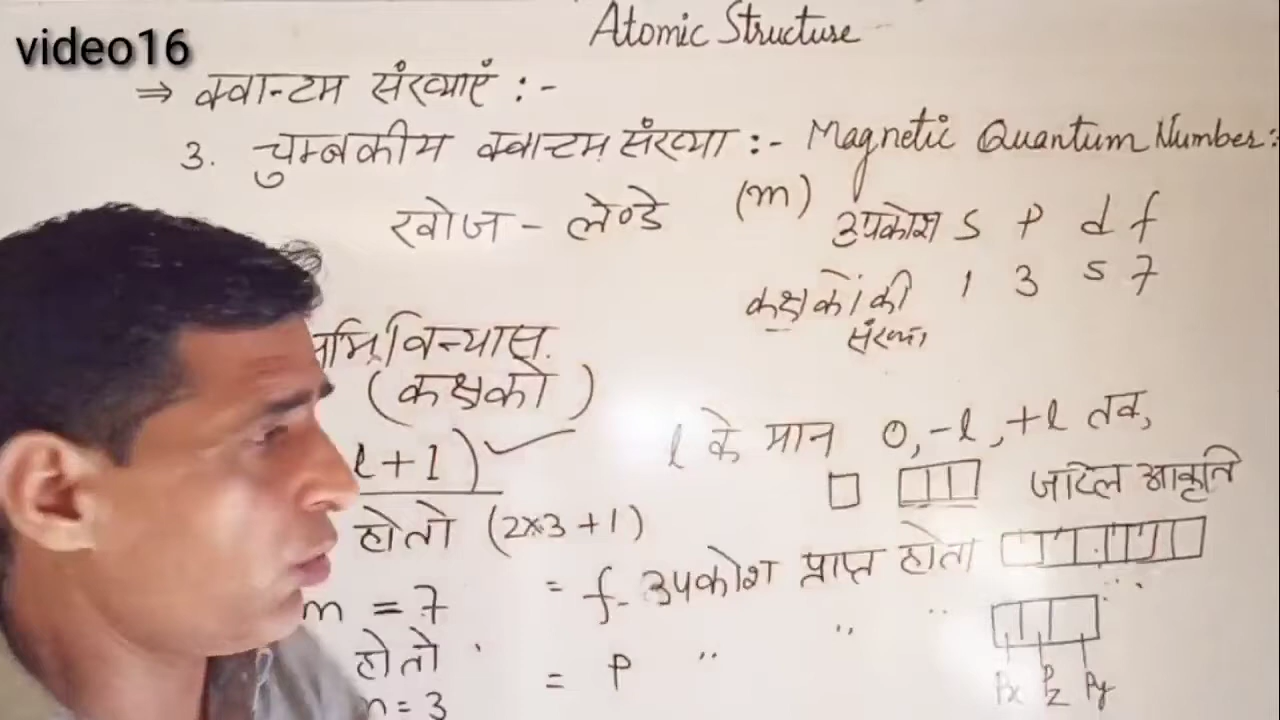 video16
Atomic Structure
⇒ क्वान्टम संख्याएं :-
3. चुम्बकीय क्वान्टम संख्या :- Magnetic Quantum Number:
(m)
खोज - लेण्डे
उपकोश s p d f
कक्षकों की 1 3 5 7
संख्या
विन्यास.
(कक्षको)
l+1)
l के मान 0, -l, +l तक,
जटिल आकृति
होतो (2×3+1)
= f- उपकोश प्राप्त होता
m = 7
होतो
= P " " "
= 3
Px Pz Py